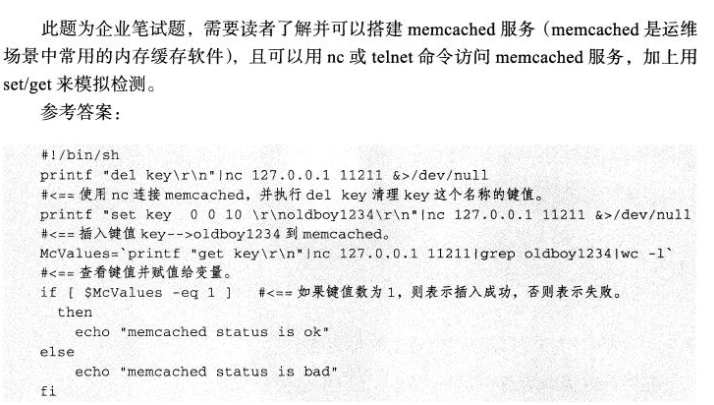 此题为企业笔试题，需要读者了解并可以搭建 memcached 服务（memcached 是运维
场景中常用的内存缓存软件），且可以用 nc 或 telnet 命令访问 memcached 服务，加上用
set/get 来模拟检测。
参考答案：
#!/bin/sh
printf "del key\r\n"|nc 127.0.0.1 11211 &>/dev/null
#<== 使用 nc 连接 memcached，并执行 del key 清理 key 这个名称的键值。
printf "set key  0 0 10 \r\noldboy1234\r\n"|nc 127.0.0.1 11211 &>/dev/null
#<== 插入键值 key-->oldboy1234 到 memcached。
McValues=`printf "get key\r\n"|nc 127.0.0.1 11211|grep oldboy1234|wc -l`
#<== 查看键值并赋值给变量。
if [ $McValues -eq 1 ]   #<== 如果键值数为 1，则表示插入成功，否则表示失败。
then
echo "memcached status is ok"
else
echo "memcached status is bad"
fi